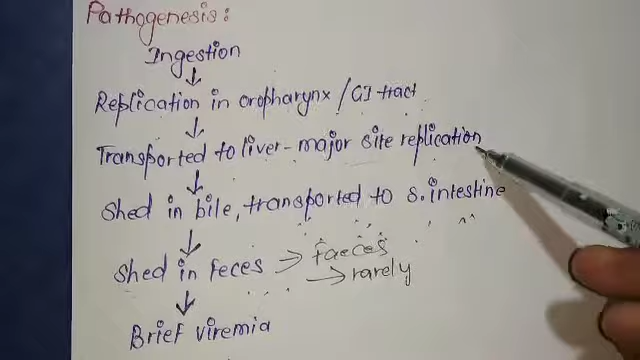 Pathogenesis:
Ingestion
↓
Replication in oropharynx/GI tract
↓
Transported to liver - major site replication
↓
Shed in bile, transported to s.intestine
↓
Shed in feces → faeces
→ rarely
↓
Brief viremia